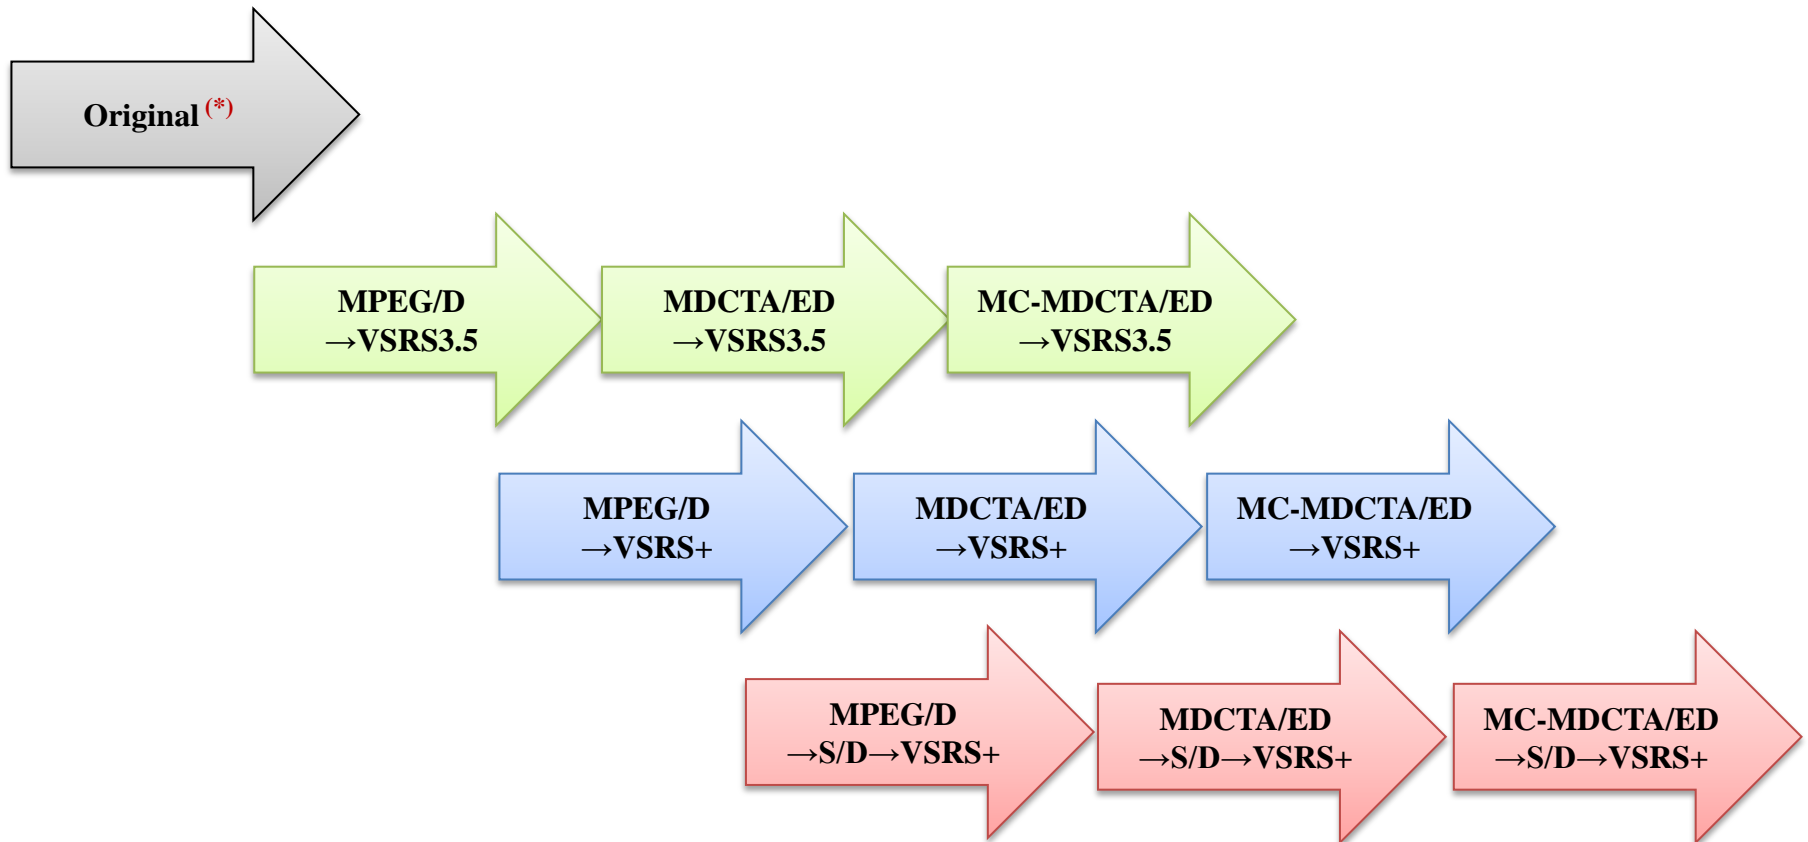 Original (*)
MPEG/D
→VSRS3.5
MDCTA/ED
→VSRS3.5
MC-MDCTA/ED
→VSRS3.5
MPEG/D
→VSRS+
MDCTA/ED
→VSRS+
MC-MDCTA/ED
→VSRS+
MPEG/D
→S/D→VSRS+
MDCTA/ED
→S/D→VSRS+
MC-MDCTA/ED
→S/D→VSRS+